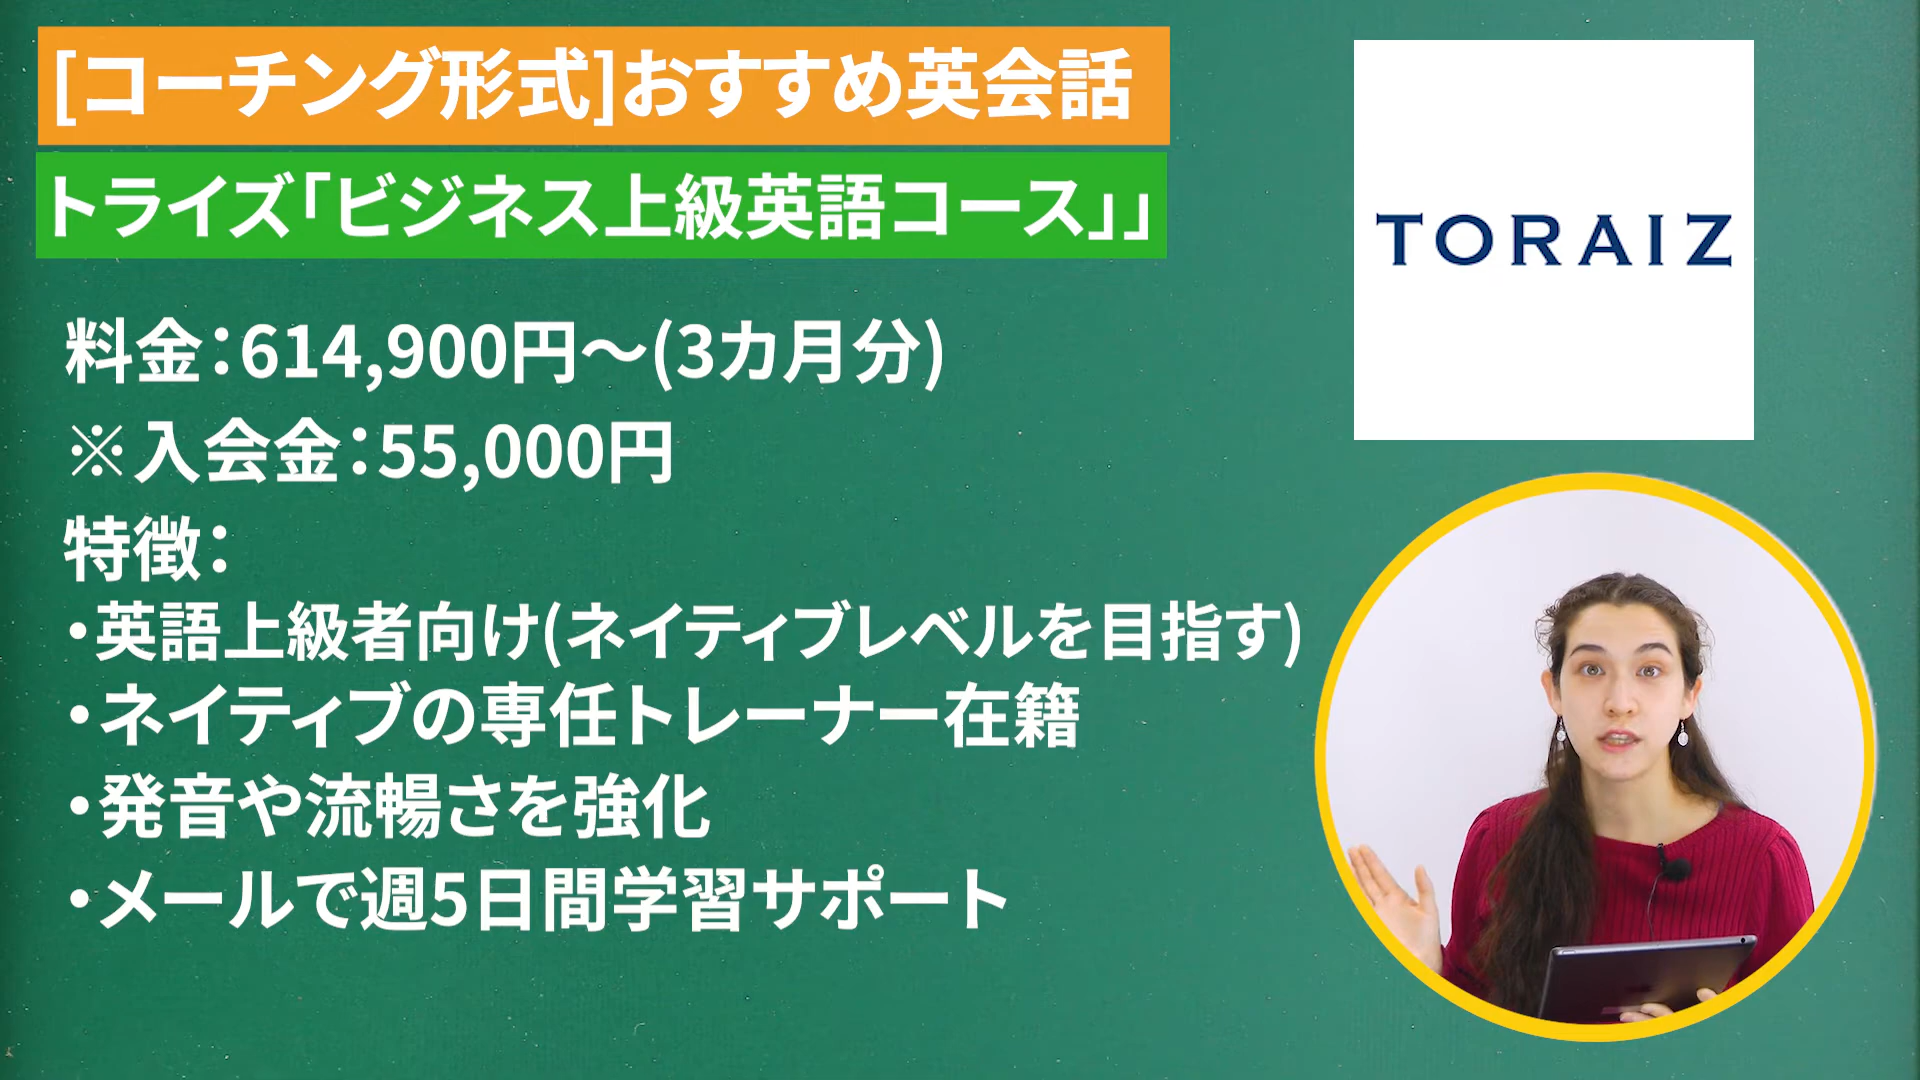 [コーチング形式]おすすめ英会話
トライズ「ビジネス上級英語コース」」
TORAIZ
料金：614,900円～(3カ月分)
※入会金：55,000円
特徴：
・英語上級者向け(ネイティブレベルを目指す)
・ネイティブの専任トレーナー在籍
・発音や流暢さを強化
・メールで週5日間学習サポート